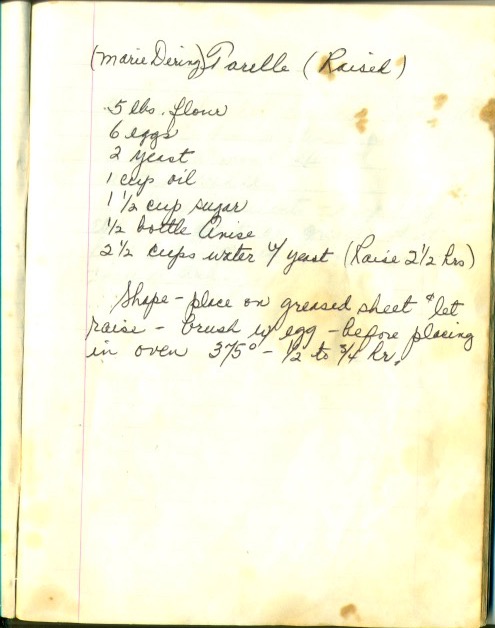 (Marie Dering) Tarelle (Raised)
5 lbs. flour
6 eggs
2 yeast
1 cup oil
1 1/2 cup sugar
1/2 bottle Anise
2 1/2 cups water w/ yeast (Raise 2 1/2 hrs)
Shape - place on greased sheet & let
raise - brush w/ egg - before placing
in oven 375° - 1/2 to 3/4 hr.